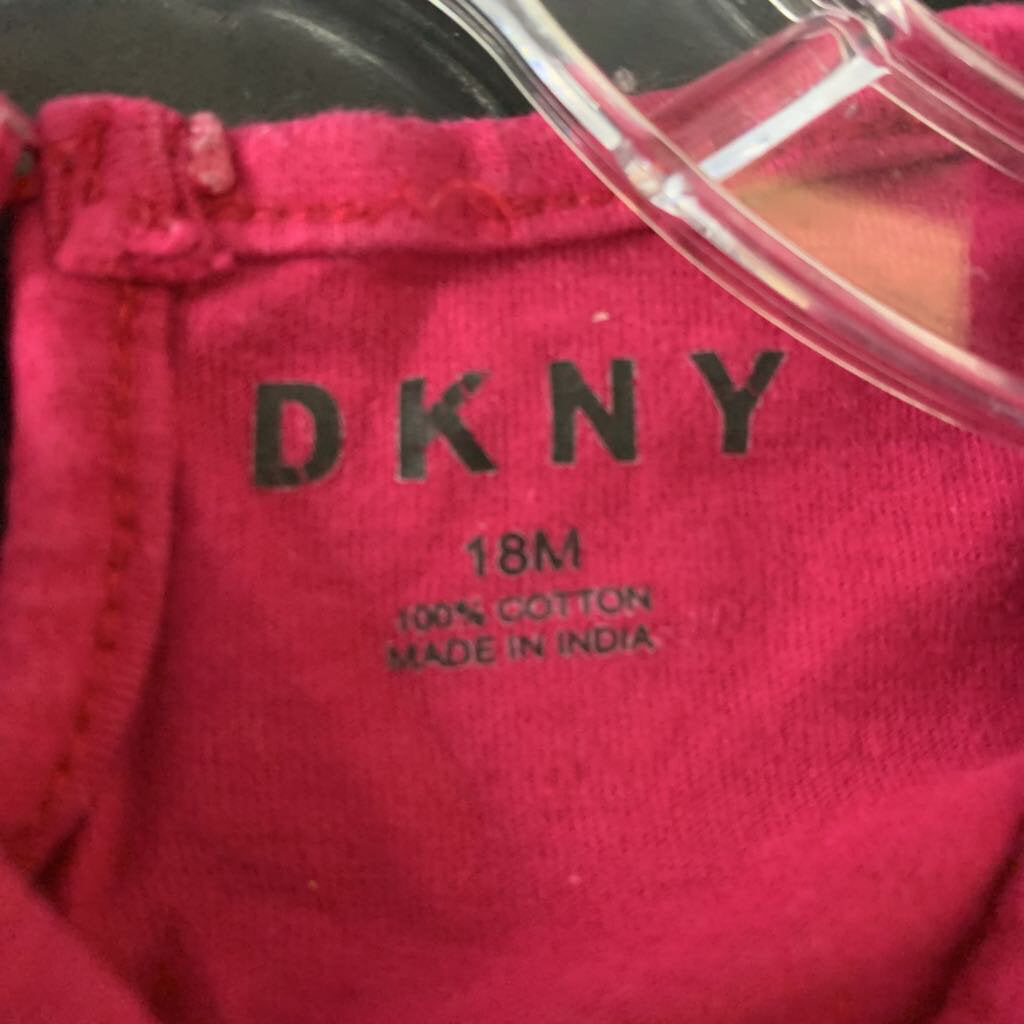 DKNY
18M
100% COTTON
MADE IN INDIA